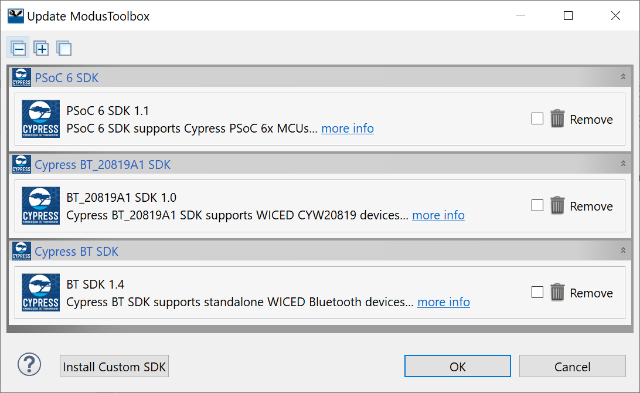 Update ModusToolbox
PSoC 6 SDK
CYPRESS
PSoC 6 SDK 1.1
PSoC 6 SDK supports Cypress PSoC 6x MCUs... more info
Remove
Cypress BT_20819A1 SDK
CYPRESS
BT_20819A1 SDK 1.0
Cypress BT_20819A1 SDK supports WICED CYW20819 devices... more info
Remove
Cypress BT SDK
CYPRESS
BT SDK 1.4
Cypress BT SDK supports standalone WICED Bluetooth devices... more info
Remove
?
Install Custom SDK
OK
Cancel